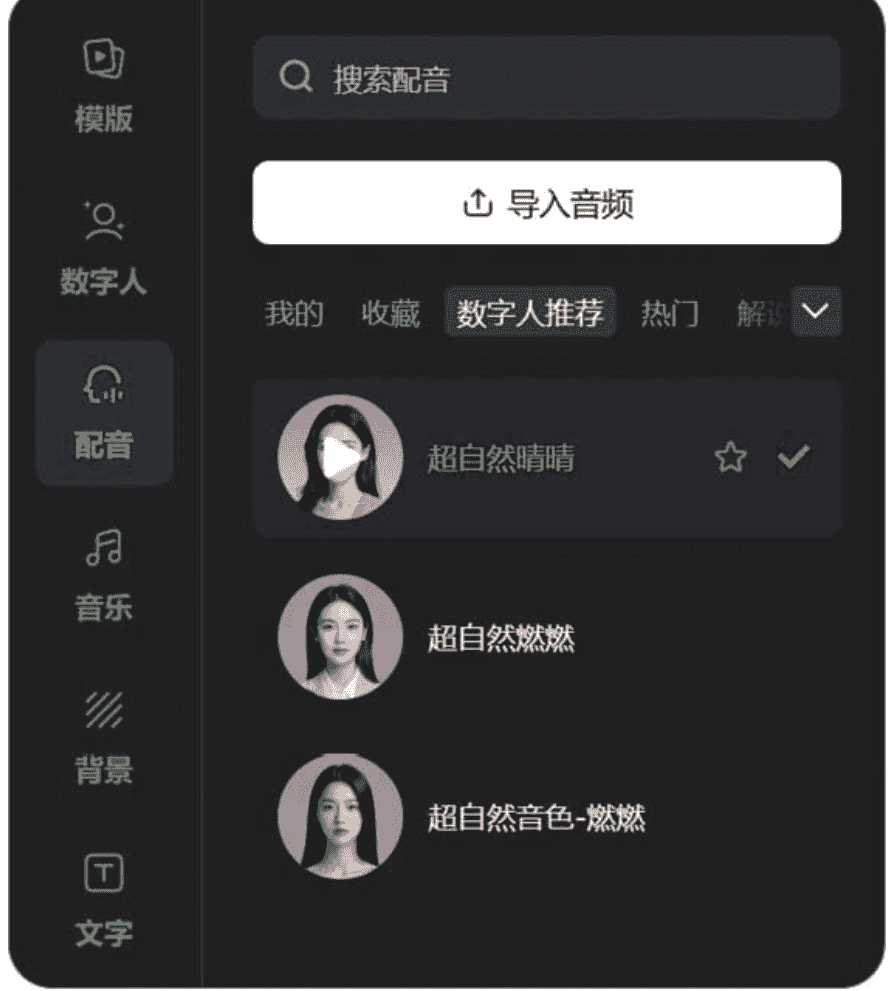 模版
数字人
配音
音乐
背景
文字
搜索配音
导入音频
我的 收藏 数字人推荐 热门 解说
超自然晴晴
超自然燃燃
超自然音色-燃燃